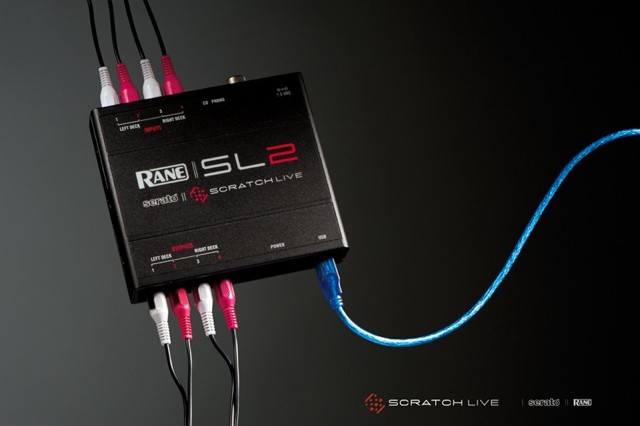 1 2 3 4
LEFT DECK RIGHT DECK
INPUTS
CD PHONO
RANE SL2
serato SCRATCH LIVE
OUTPUTS
LEFT DECK RIGHT DECK
1 2 3 4
POWER
USB
SCRATCH LIVE serato RANE